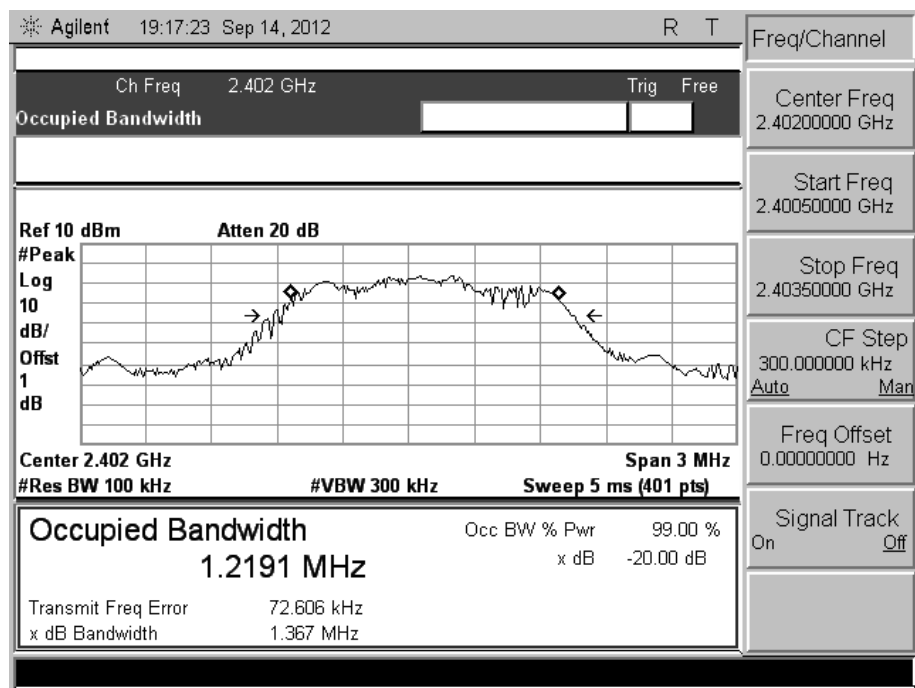 Agilent 19:17:23 Sep 14, 2012 R T
Ch Freq 2.402 GHz Trig Free
Occupied Bandwidth
Ref 10 dBm Atten 20 dB
#Peak
Log
10
dB/
Offst
1
dB
Center 2.402 GHz Span 3 MHz
#Res BW 100 kHz #VBW 300 kHz Sweep 5 ms (401 pts)
Occupied Bandwidth Occ BW % Pwr 99.00 %
1.2191 MHz x dB -20.00 dB
Transmit Freq Error 72.606 kHz
x dB Bandwidth 1.367 MHz
Freq/Channel
Center Freq
2.40200000 GHz
Start Freq
2.40050000 GHz
Stop Freq
2.40350000 GHz
CF Step
300.000000 kHz
Auto Man
Freq Offset
0.00000000 Hz
Signal Track
On Off